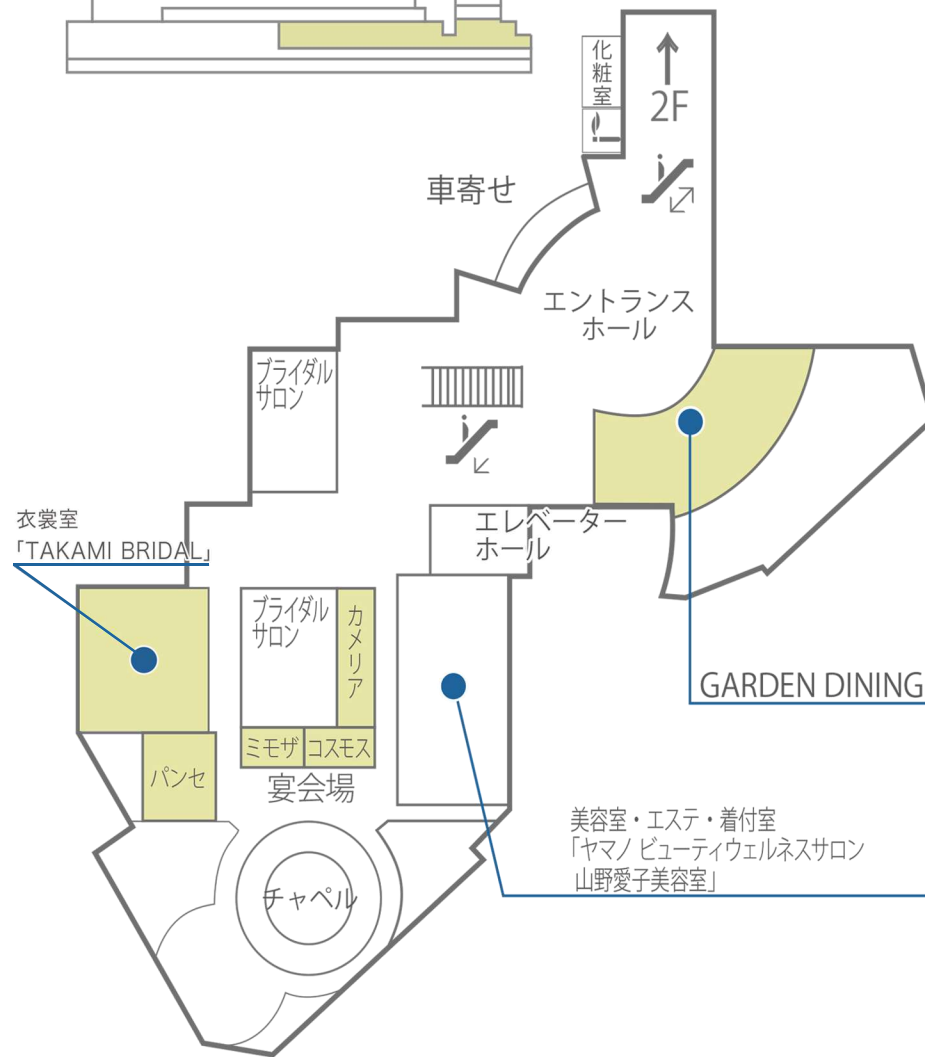 化粧室
2F
車寄せ
エントランス
ホール
ブライダル
サロン
エレベーター
ホール
衣裳室
「TAKAMI BRIDAL」
ブライダル
サロン
カメリア
GARDEN DINING
ミモザ
コスモス
パンセ
宴会場
美容室・エステ・着付室
「ヤマノ ビューティウェルネスサロン
山野愛子美容室」
チャペル